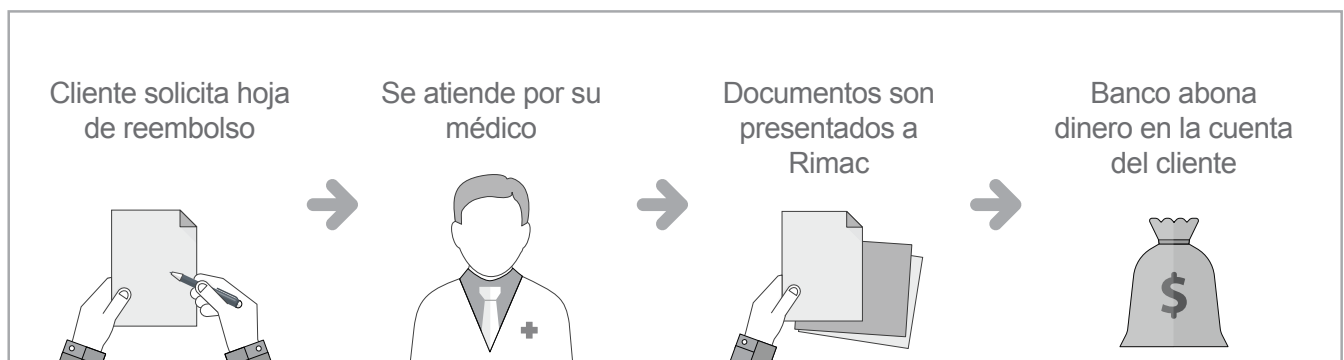 Cliente solicita hoja
de reembolso
Se atiende por su
médico
Documentos son
presentados a
Rimac
Banco abona
dinero en la cuenta
del cliente
$